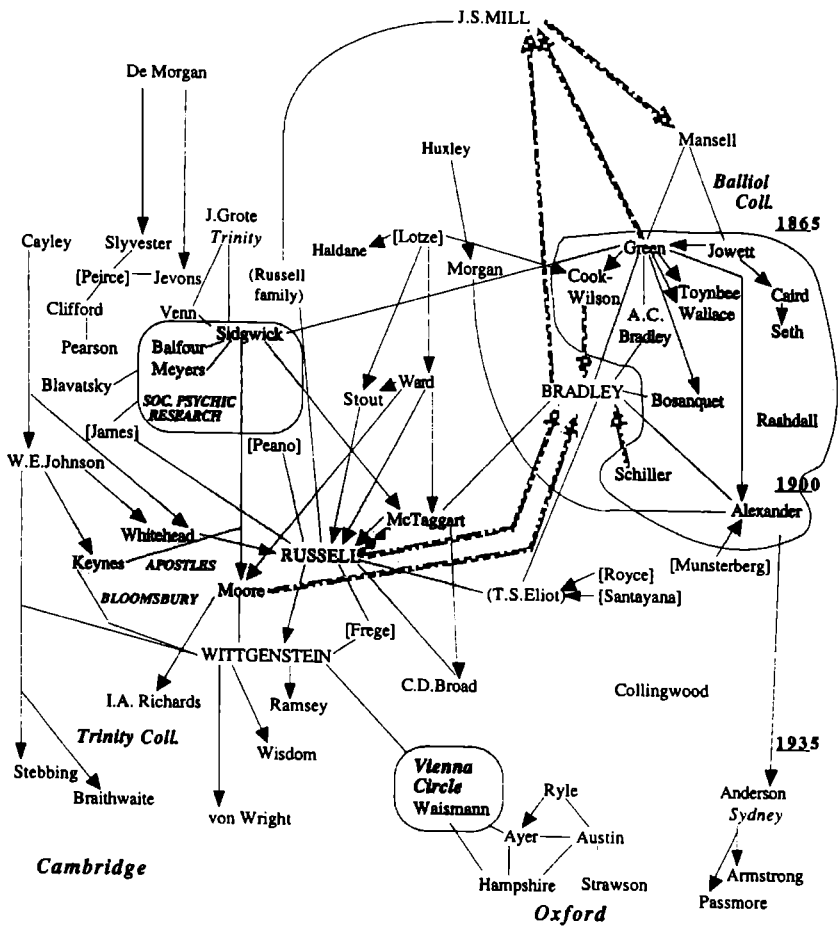 J.S.MILL
De Morgan
Huxley
Mansell
Balliol
Coll.
1865
Cayley
Slyvester
J.Grote
Trinity
Haldane
[Lotze]
Morgan
Green
Jowett
[Peirce]
Jevons
(Russell
family)
Cook-
Wilson
Toynbee
Wallace
Caird
Clifford
Venn
Sidgwick
A.C.
Bradley
Seth
Pearson
Balfour
Meyers
Blavatsky
SOC. PSYCHIC
RESEARCH
Stout
Ward
BRADLEY
Bosanquet
Rashdall
[James]
[Peano]
W.E.Johnson
Schiller
1900
Whitehead
McTaggart
Alexander
Keynes
APOSTLES
RUSSELL
[Munsterberg]
BLOOMSBURY
Moore
(T.S.Eliot)
[Royce]
[Santayana]
[Frege]
WITTGENSTEIN
I.A. Richards
Ramsey
C.D.Broad
Collingwood
Trinity Coll.
Wisdom
1935
Stebbing
Braithwaite
von Wright
Vienna
Circle
Waismann
Ryle
Anderson
Sydney
Ayer
Austin
Cambridge
Hampshire
Strawson
Armstrong
Passmore
Oxford